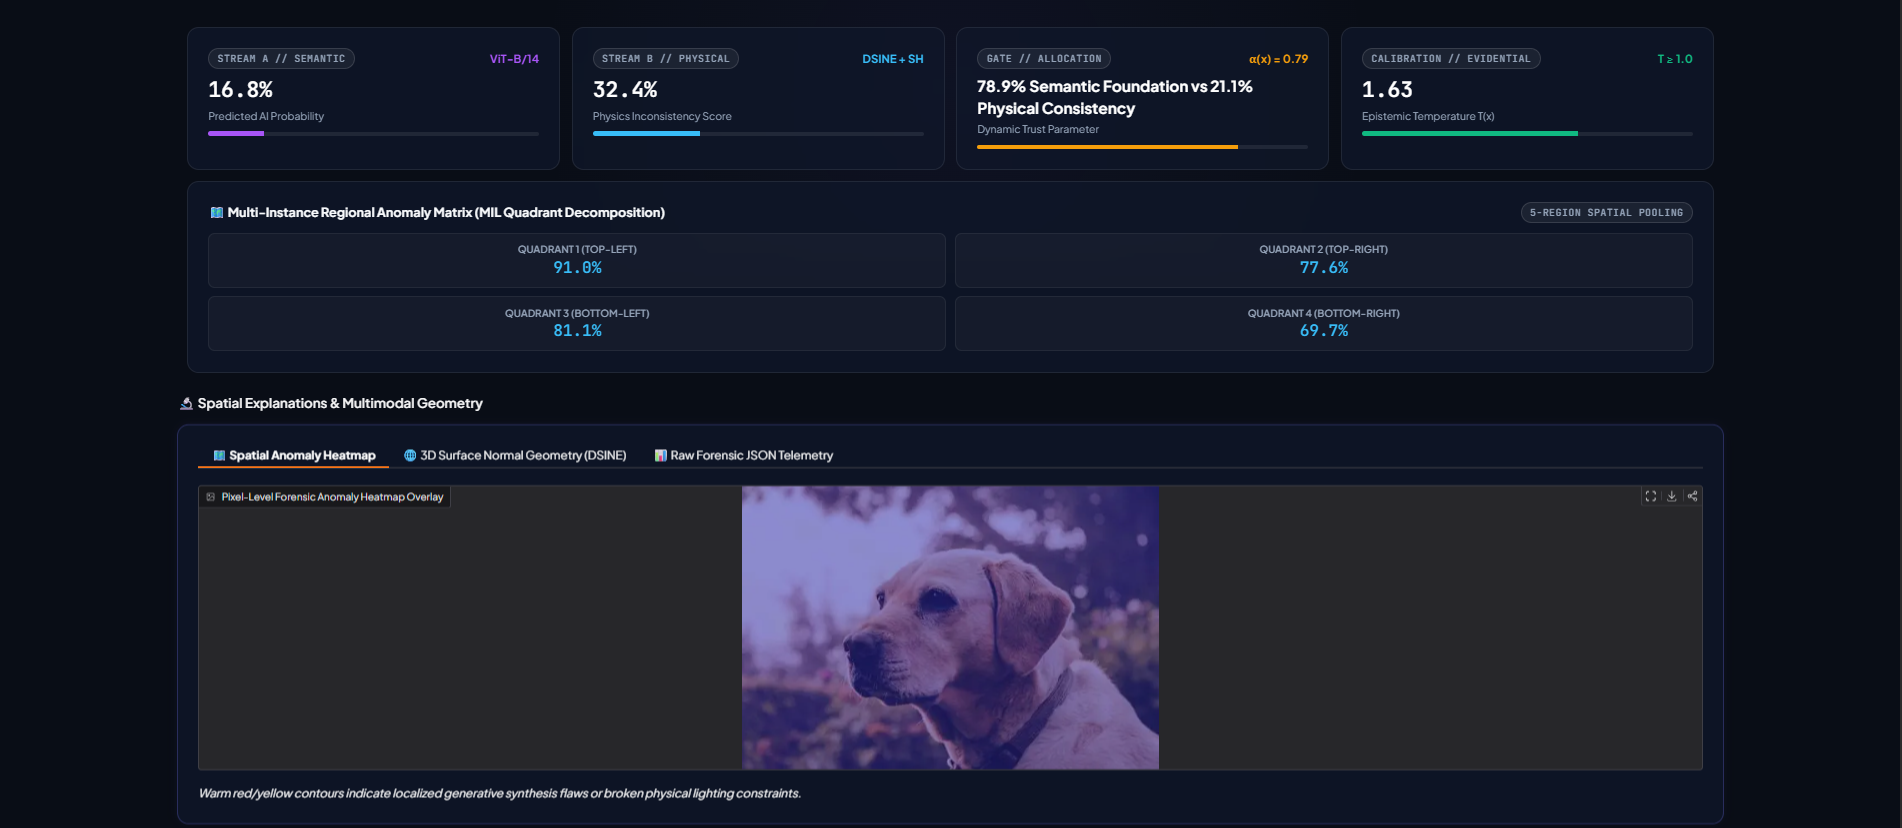 STREAM A // SEMANTIC
ViT-B/14
16.8%
Predicted AI Probability
STREAM B // PHYSICAL
DSINE + SH
32.4%
Physics Inconsistency Score
GATE // ALLOCATION
α(x) = 0.79
78.9% Semantic Foundation vs 21.1%
Physical Consistency
Dynamic Trust Parameter
CALIBRATION // EVIDENTIAL
T ≥ 1.0
1.63
Epistemic Temperature T(x)
Multi-Instance Regional Anomaly Matrix (MIL Quadrant Decomposition)
5-REGION SPATIAL POOLING
QUADRANT 1 (TOP-LEFT)
91.0%
QUADRANT 2 (TOP-RIGHT)
77.6%
QUADRANT 3 (BOTTOM-LEFT)
81.1%
QUADRANT 4 (BOTTOM-RIGHT)
69.7%
Spatial Explanations & Multimodal Geometry
Spatial Anomaly Heatmap
3D Surface Normal Geometry (DSINE)
Raw Forensic JSON Telemetry
Pixel-Level Forensic Anomaly Heatmap Overlay
Warm red/yellow contours indicate localized generative synthesis flaws or broken physical lighting constraints.